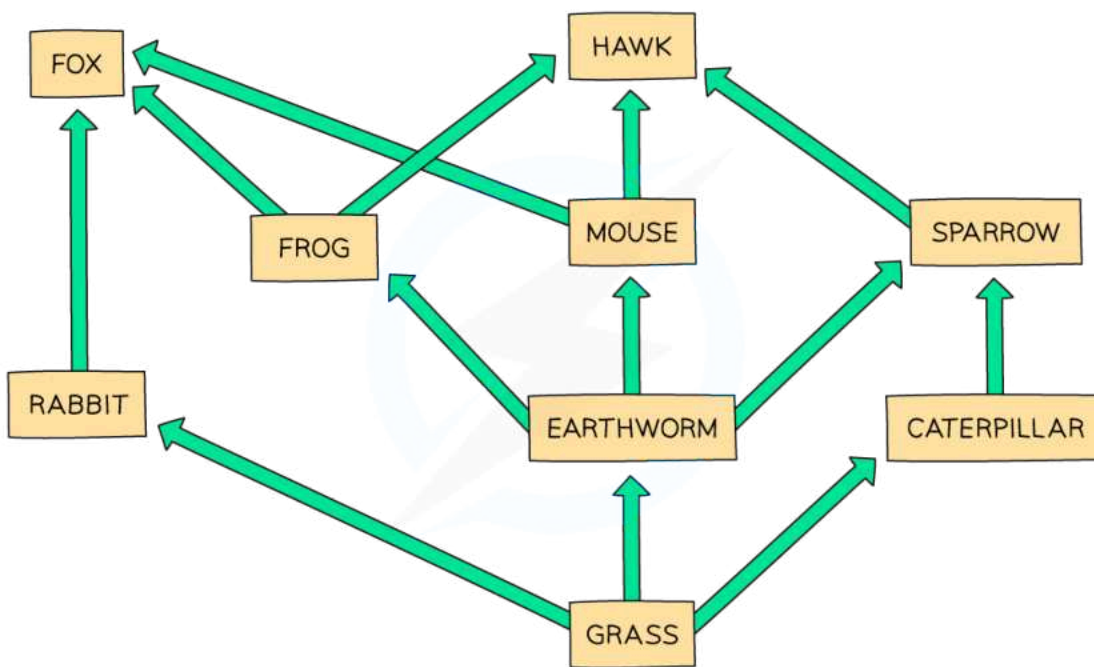 FOX
HAWK
FROG
MOUSE
SPARROW
RABBIT
EARTHWORM
CATERPILLAR
GRASS